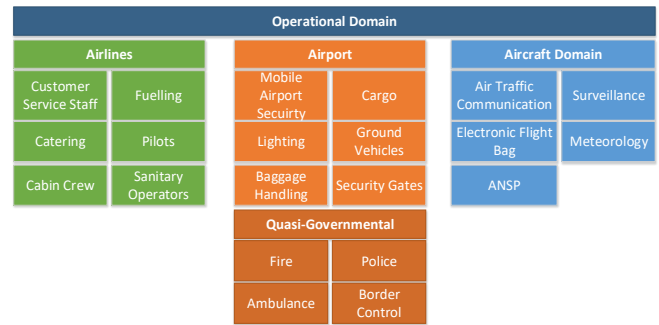 Operational Domain
Airlines
Airport
Aircraft Domain
Customer
Service Staff
Fuelling
Mobile
Airport
Secuirty
Cargo
Air Traffic
Communication
Surveillance
Catering
Pilots
Lighting
Ground
Vehicles
Electronic Flight
Bag
Meteorology
Cabin Crew
Sanitary
Operators
Baggage
Handling
Security Gates
ANSP
Quasi-Governmental
Fire
Police
Ambulance
Border
Control